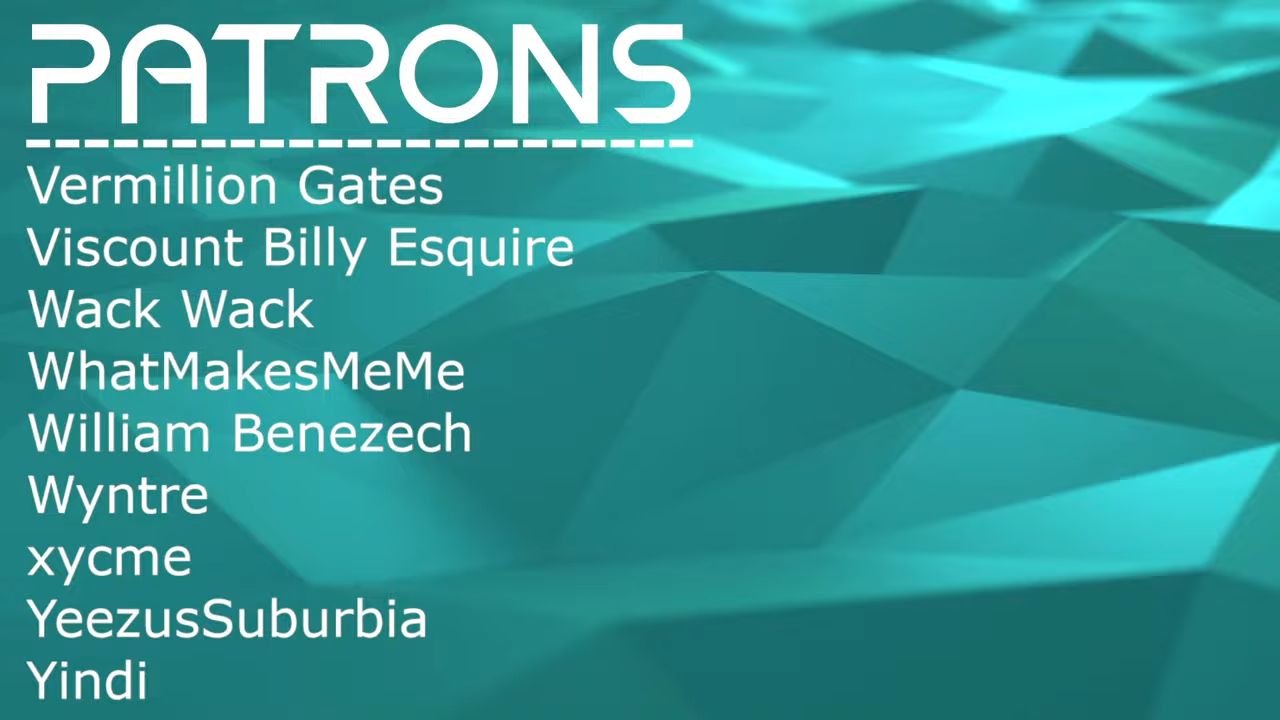 PATRONS
Vermillion Gates
Viscount Billy Esquire
Wack Wack
WhatMakesMeMe
William Benezech
Wyntre
xycme
YeezusSuburbia
Yindi